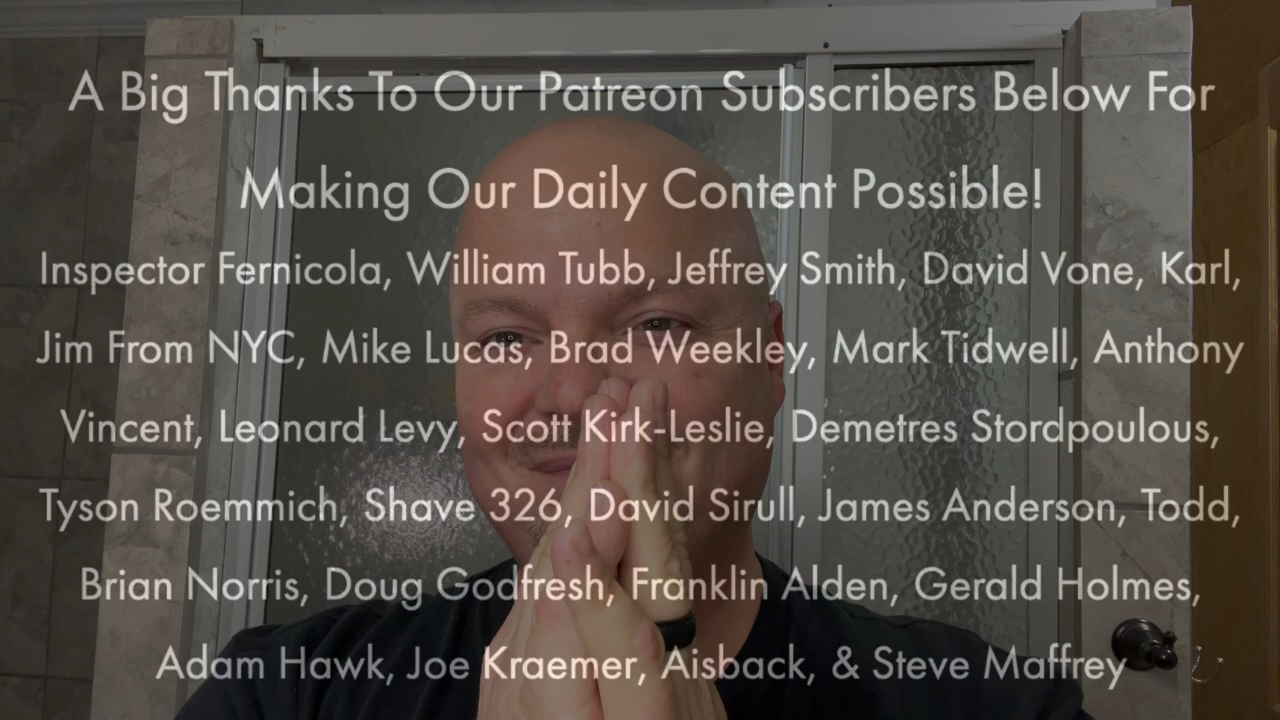 A Big Thanks To Our Patreon Subscribers Below For
Making Our Daily Content Possible!
Inspector Fernicola, William Tubb, Jeffrey Smith, David Vone, Karl,
Jim From NYC, Mike Lucas, Brad Weekley, Mark Tidwell, Anthony
Vincent, Leonard Levy, Scott Kirk-Leslie, Demetres Stordpoulous,
Tyson Roemmich, Shave 326, David Sirull, James Anderson, Todd,
Brian Norris, Doug Godfresh, Franklin Alden, Gerald Holmes,
Adam Hawk, Joe Kraemer, Aisback, & Steve Maffrey